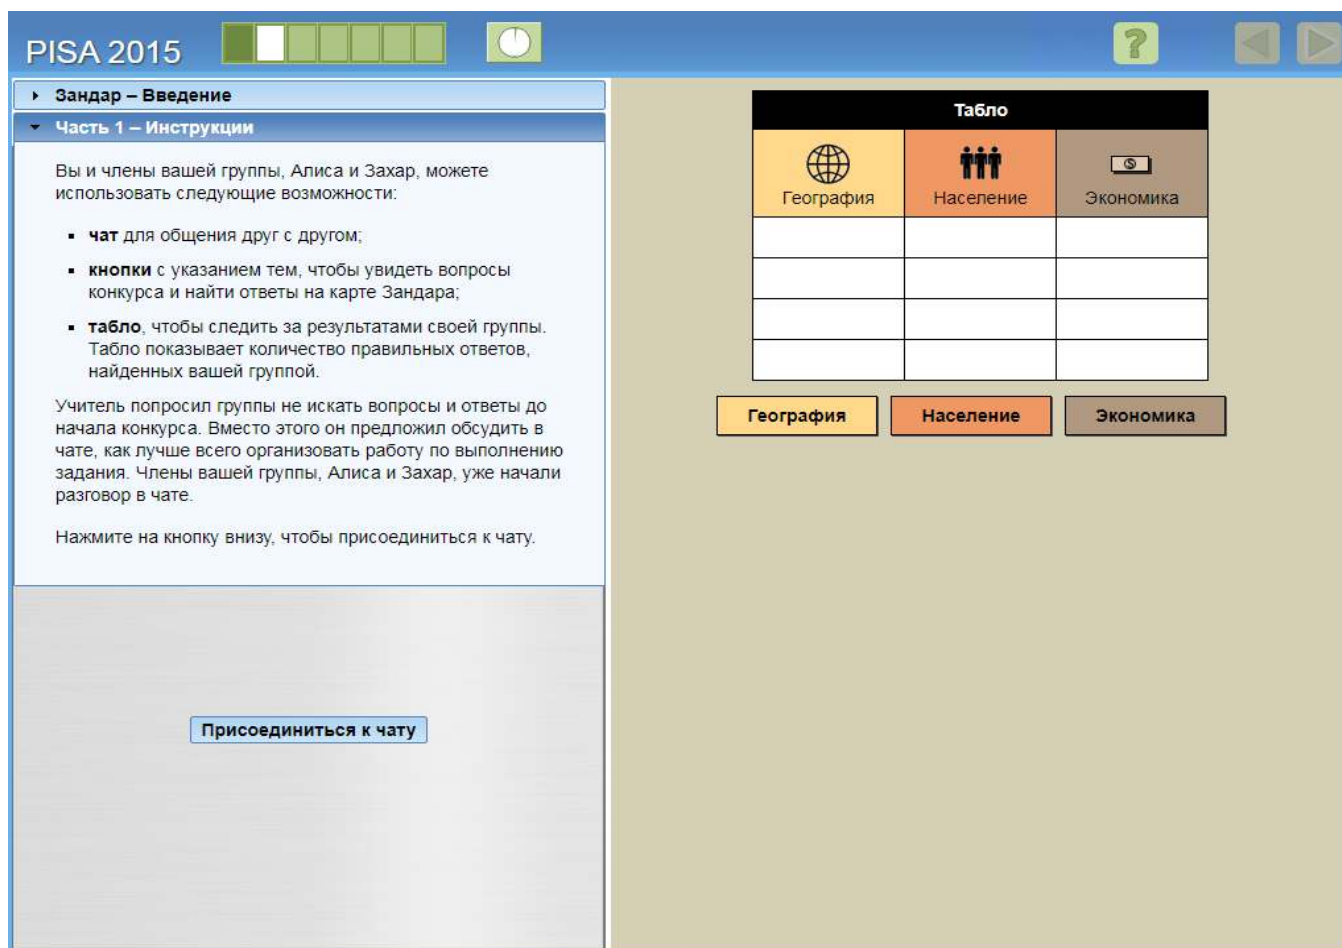 PISA 2015
?
Зандар – Введение
Часть 1 – Инструкции
Вы и члены вашей группы, Алиса и Захар, можете
использовать следующие возможности:
▪ чат для общения друг с другом;
▪ кнопки с указанием тем, чтобы увидеть вопросы
конкурса и найти ответы на карте Зандара;
▪ табло, чтобы следить за результатами своей группы.
Табло показывает количество правильных ответов,
найденных вашей группой.
Учитель попросил группы не искать вопросы и ответы до
начала конкурса. Вместо этого он предложил обсудить в
чате, как лучше всего организовать работу по выполнению
задания. Члены вашей группы, Алиса и Захар, уже начали
разговор в чате.
Нажмите на кнопку внизу, чтобы присоединиться к чату.
Присоединиться к чату
Табло
География Население Экономика
География Население Экономика